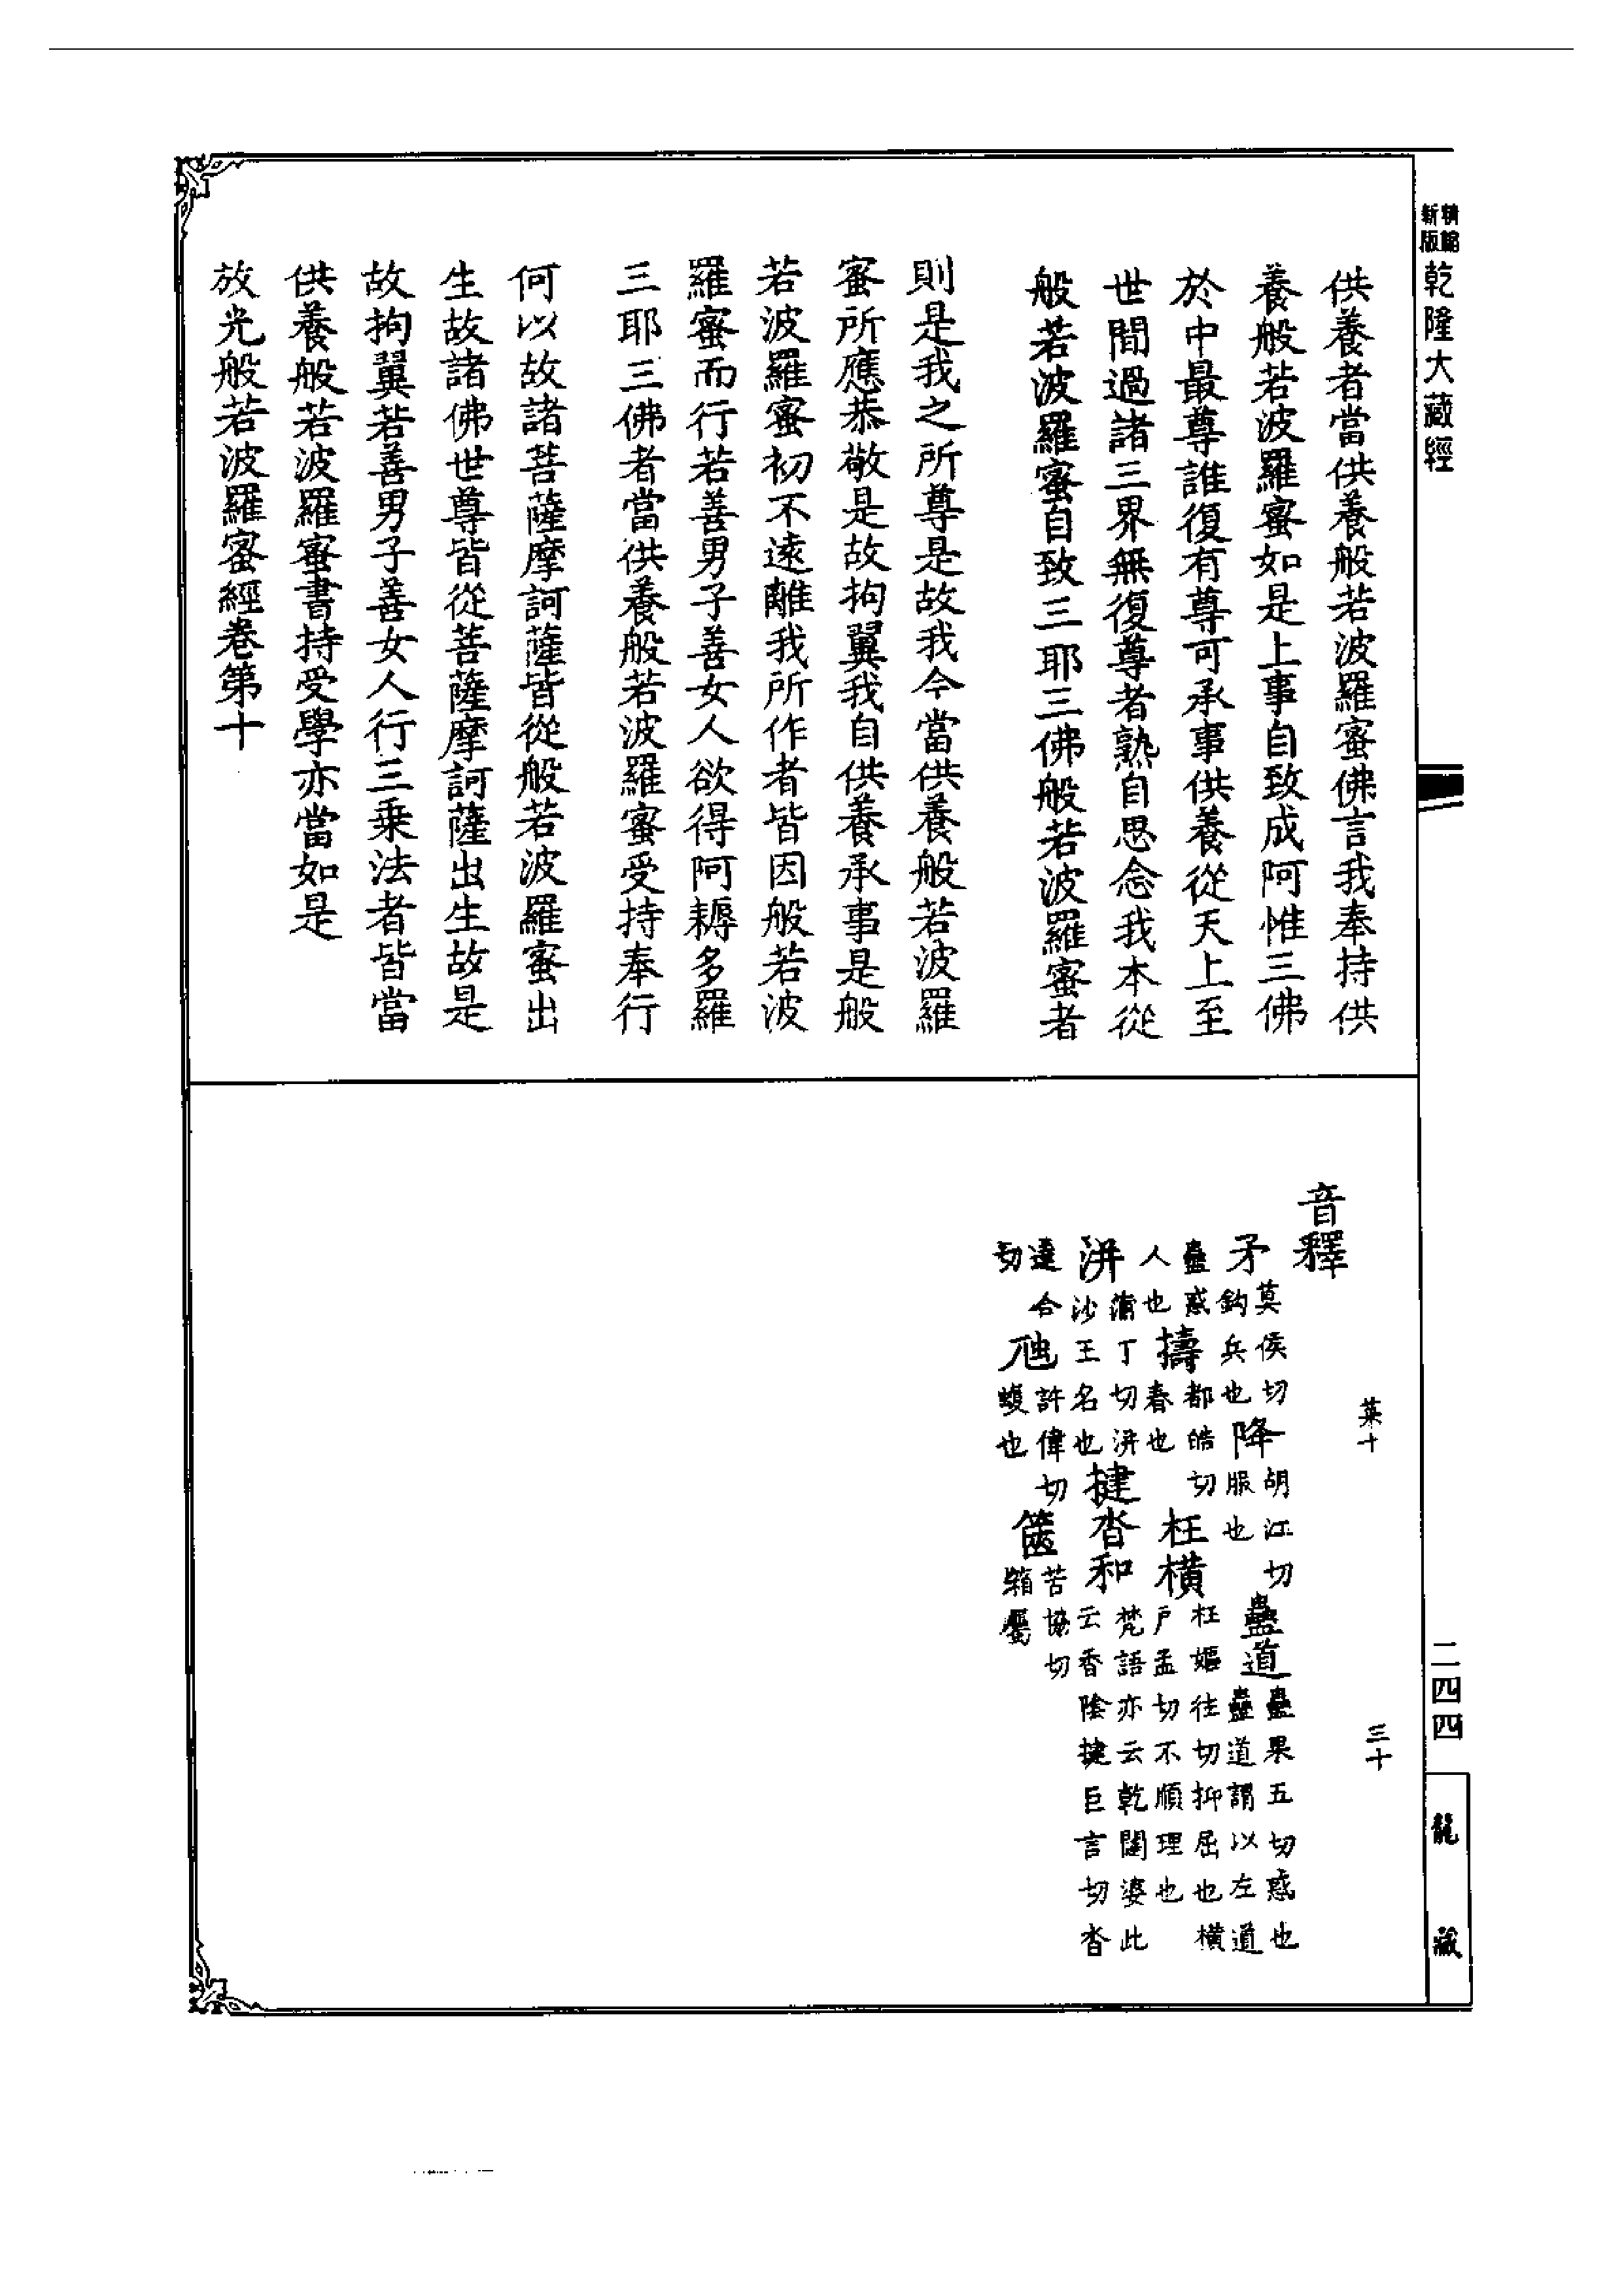 新版
精縮
乾隆大藏經
供養者當供養般若波羅蜜佛言我奉持供
養般若波羅蜜如是上事自致成阿惟三佛
於中最尊誰復有尊可承事供養從天上至
世間過諸三界無復尊者熟自思念我本從
般若波羅蜜自致三耶三佛般若波羅蜜者
則是我之所尊是故我今當供養般若波羅
蜜所應恭敬是故拘翼我自供養承事是般
若波羅蜜初不遠離我所作者皆因般若波
羅蜜而行若善男子善女人欲得阿耨多羅
三耶三佛者當供養般若波羅蜜受持奉行
何以故諸菩薩摩訶薩皆從般若波羅蜜出
生故諸佛世尊皆從菩薩摩訶薩出生故是
故拘翼若善男子善女人行三乘法者皆當
供養般若波羅蜜書持受學亦當如是
放光般若波羅蜜經卷第十
二四四
龍藏
葉十
三十
音釋
矛莫侯切鈎兵也降胡江切服也蠱道蠱果五切惑也蠱道謂以左道
蠱惑人也擣都皓切舂也枉橫枉嫗往切抑屈也橫戶孟切不順理也
洴蒲丁切洴沙王名也揵沓和梵語亦云乾闥婆此云香陰揵巨言切沓
達合切虺許偉切蝮也篋苦協切箱屬